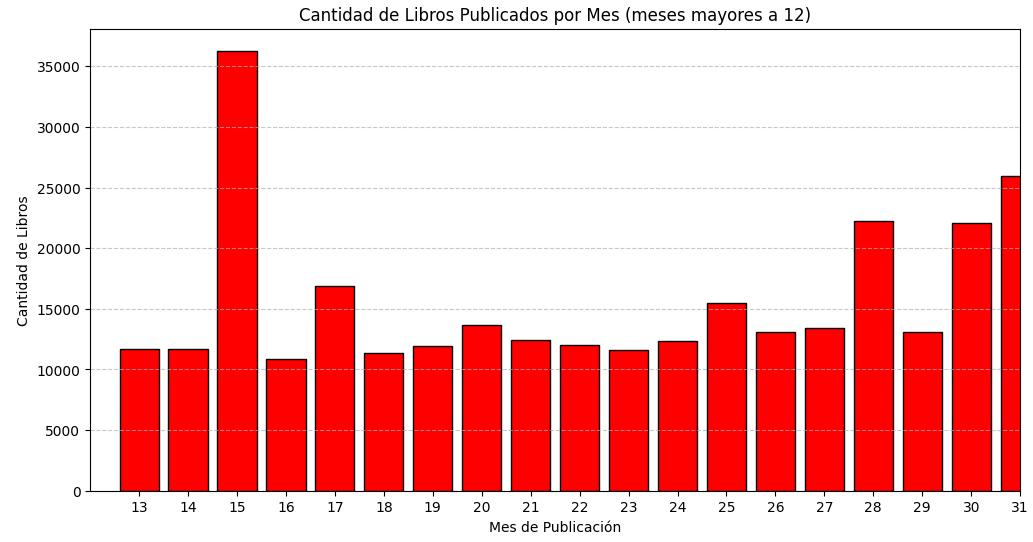 Cantidad de Libros Publicados por Mes (meses mayores a 12)
Cantidad de Libros
35000
30000
25000
20000
15000
10000
5000
0
13 14 15 16 17 18 19 20 21 22 23 24 25 26 27 28 29 30 31
Mes de Publicación